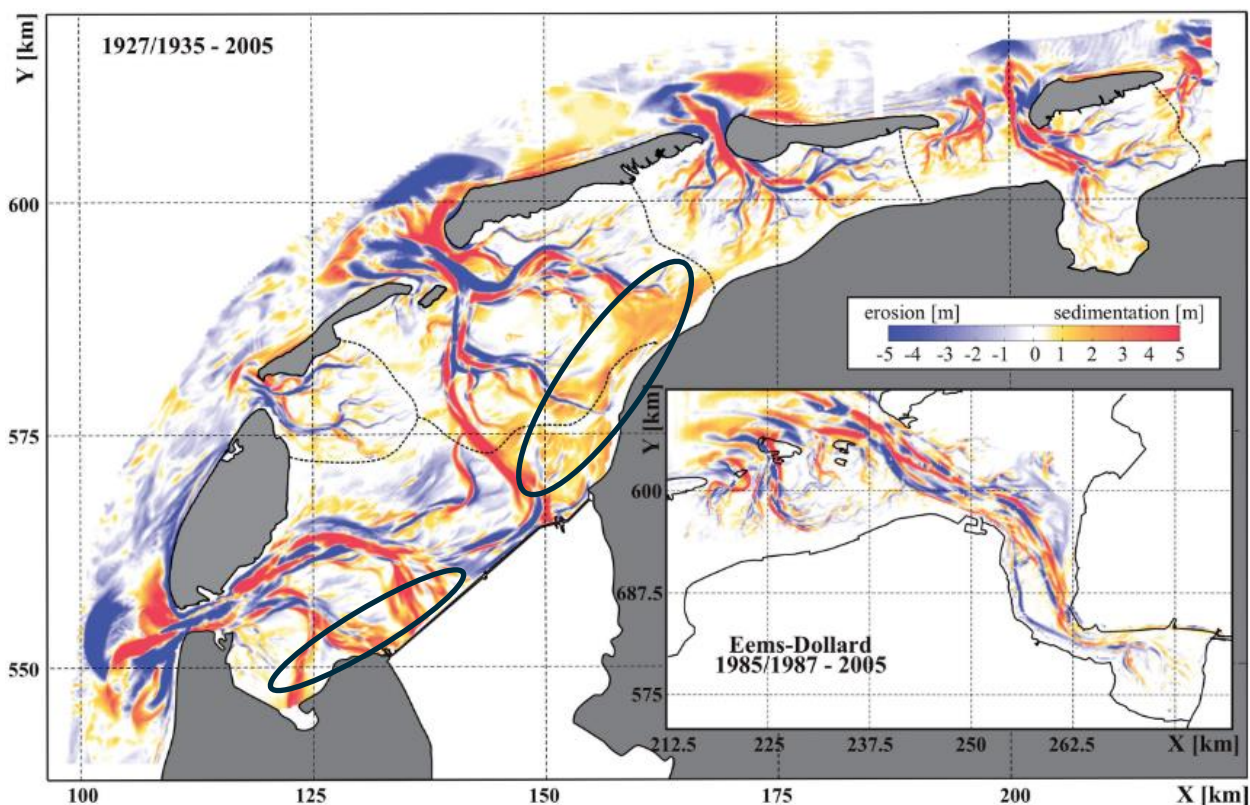 Y [km]
1927/1935 - 2005
600
575
550
100
125
150
175
200
X [km]
erosion [m]
sedimentation [m]
-5 -4 -3 -2 -1 0 1 2 3 4 5
Y [km]
600
687.5
575
Eems-Dollard
1985/1987 - 2005
212.5
225
237.5
250
262.5
X [km]